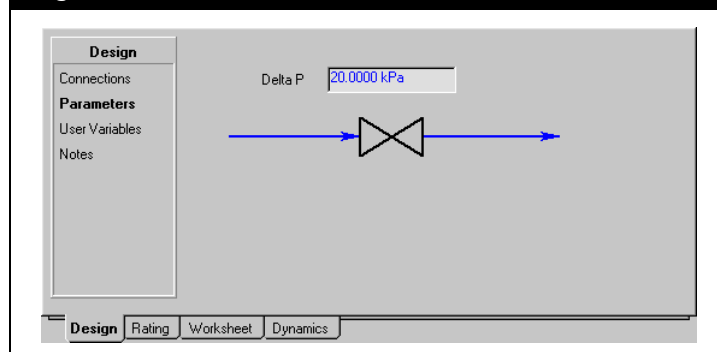 Design
Connections
Parameters
User Variables
Notes
Delta P 20.0000 kPa
Design Rating Worksheet Dynamics